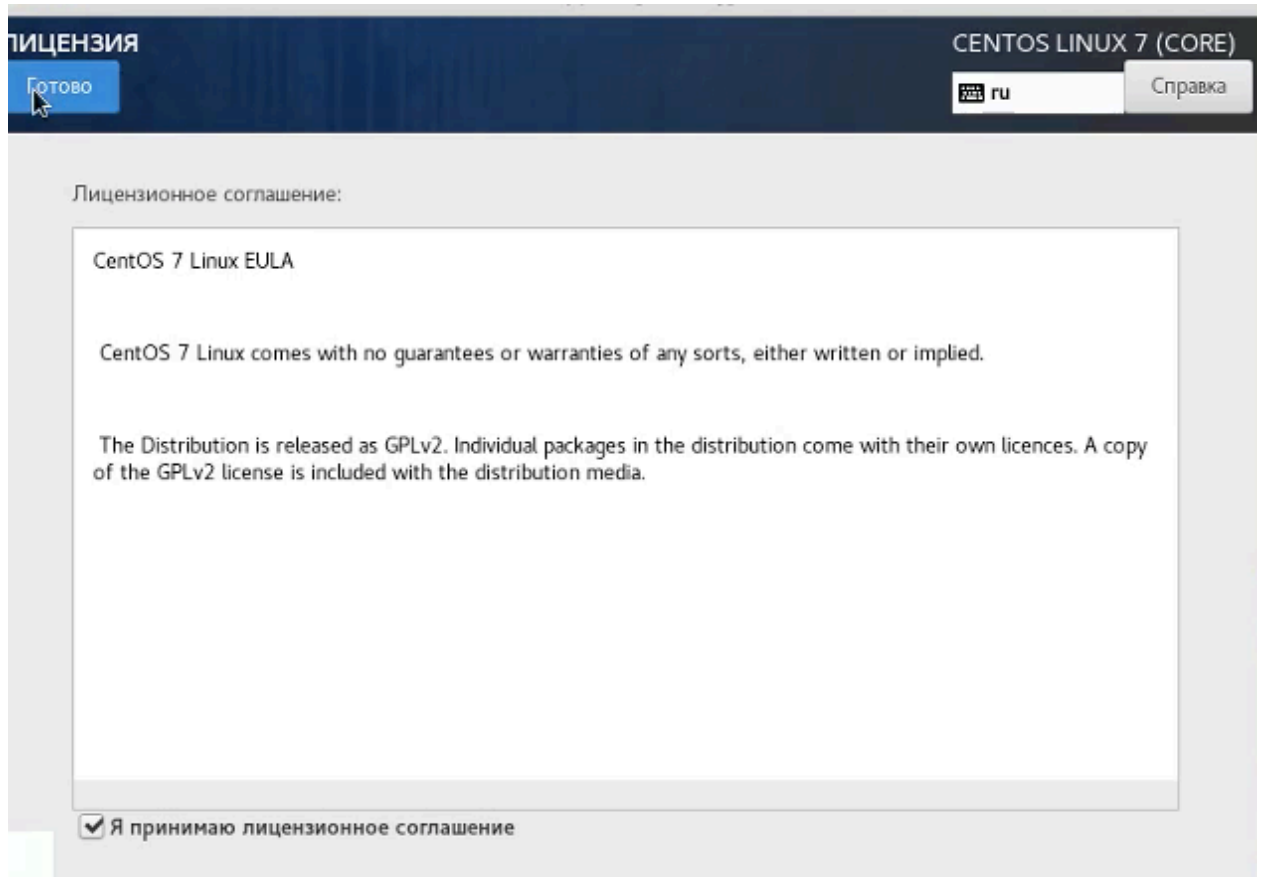 ЛИЦЕНЗИЯ
CENTOS LINUX 7 (CORE)
Готово
ru
Справка
Лицензионное соглашение:
CentOS 7 Linux EULA
CentOS 7 Linux comes with no guarantees or warranties of any sorts, either written or implied.
The Distribution is released as GPLv2. Individual packages in the distribution come with their own licences. A copy
of the GPLv2 license is included with the distribution media.
Я принимаю лицензионное соглашение